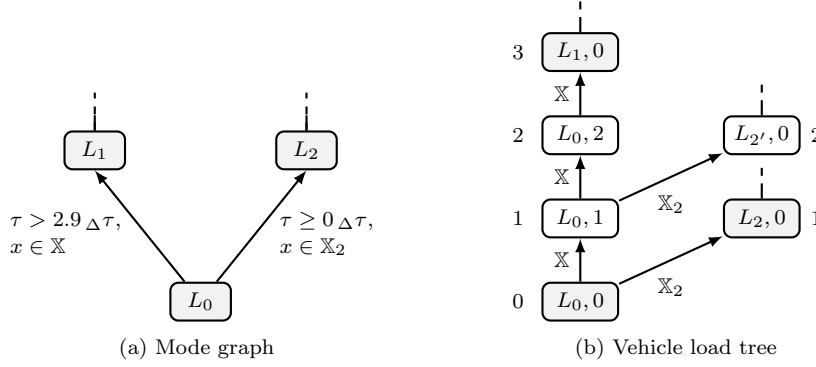 L₁
L₂
τ > 2.9 Δτ,
x ∈ 𝕏
τ ≥ 0 Δτ,
x ∈ 𝕏₂
L₀
(a) Mode graph
3
L₁, 0
𝕏
2
L₀, 2
L₂′, 0
2
𝕏
𝕏₂
1
L₀, 1
L₂, 0
1
𝕏
𝕏₂
0
L₀, 0
(b) Vehicle load tree